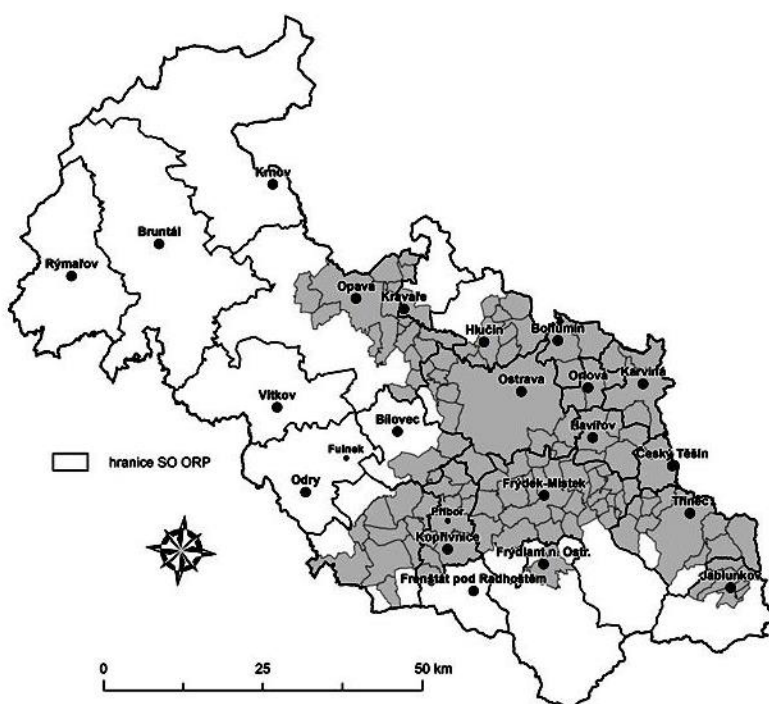 Krnov
Bruntál
Rýmařov
Opava
Kravaře
Hlučín
Bohumín
Ostrava
Orlová
Karviná
Vítkov
Bílovec
Havířov
Fulnek
Český Těšín
hranice SO ORP
Odry
Frýdek-Místek
Třinec
Příbor
Kopřivnice
Frýdlant n. Ostr.
Frenštát pod Radhoštěm
Jablunkov
0 25 50 km